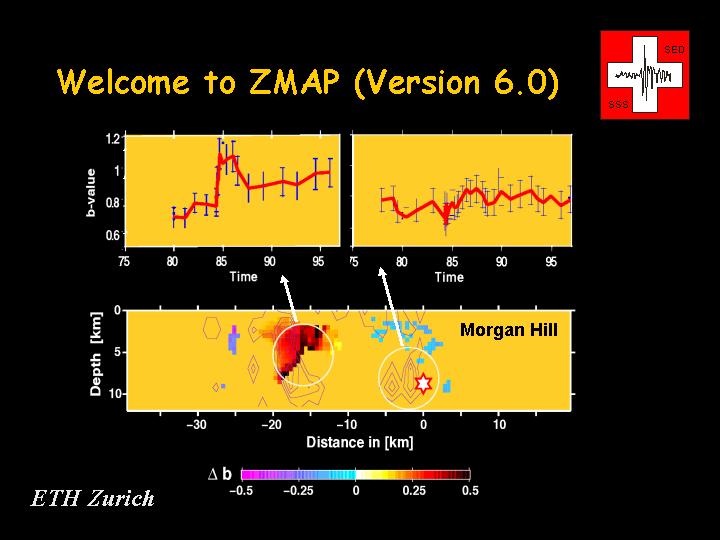 Welcome to ZMAP (Version 6.0)
SED
SSS
b-value
1.2
1
0.8
0.6
75 80 85 90 95
Time
75 80 85 90 95
Time
Morgan Hill
Depth [km]
0
5
10
−30 −20 −10 0 10
Distance in [km]
Δ b
−0.5 −0.25 0 0.25 0.5
ETH Zurich